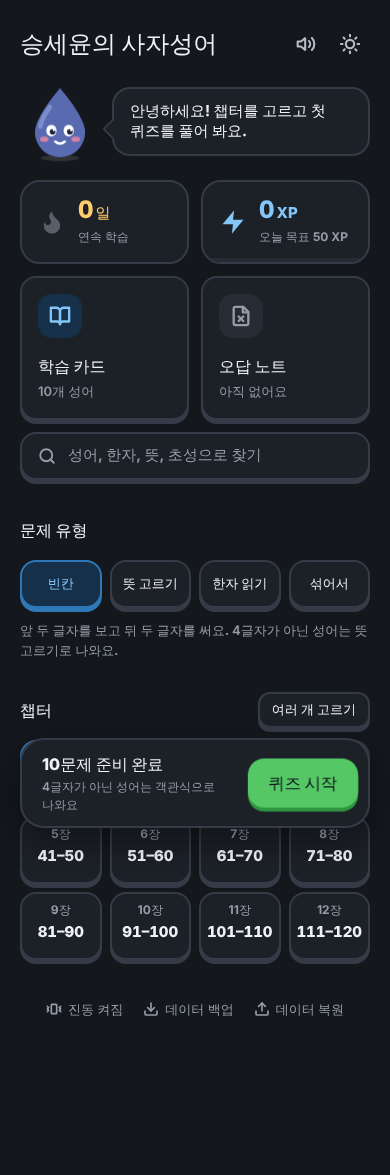 승세윤의 사자성어
안녕하세요! 챕터를 고르고 첫
퀴즈를 풀어 봐요.
0일
연속 학습
0 XP
오늘 목표 50 XP
학습 카드
10개 성어
오답 노트
아직 없어요
성어, 한자, 뜻, 초성으로 찾기
문제 유형
빈칸
뜻 고르기
한자 읽기
섞어서
앞 두 글자를 보고 뒤 두 글자를 써요. 4글자가 아닌 성어는 뜻
고르기로 나와요.
챕터
여러 개 고르기
10문제 준비 완료
4글자가 아닌 성어는 객관식으로
나와요
퀴즈 시작
5장
6장
7장
8장
41–50
51–60
61–70
71–80
9장
10장
11장
12장
81–90
91–100
101–110
111–120
진동 켜짐
데이터 백업
데이터 복원